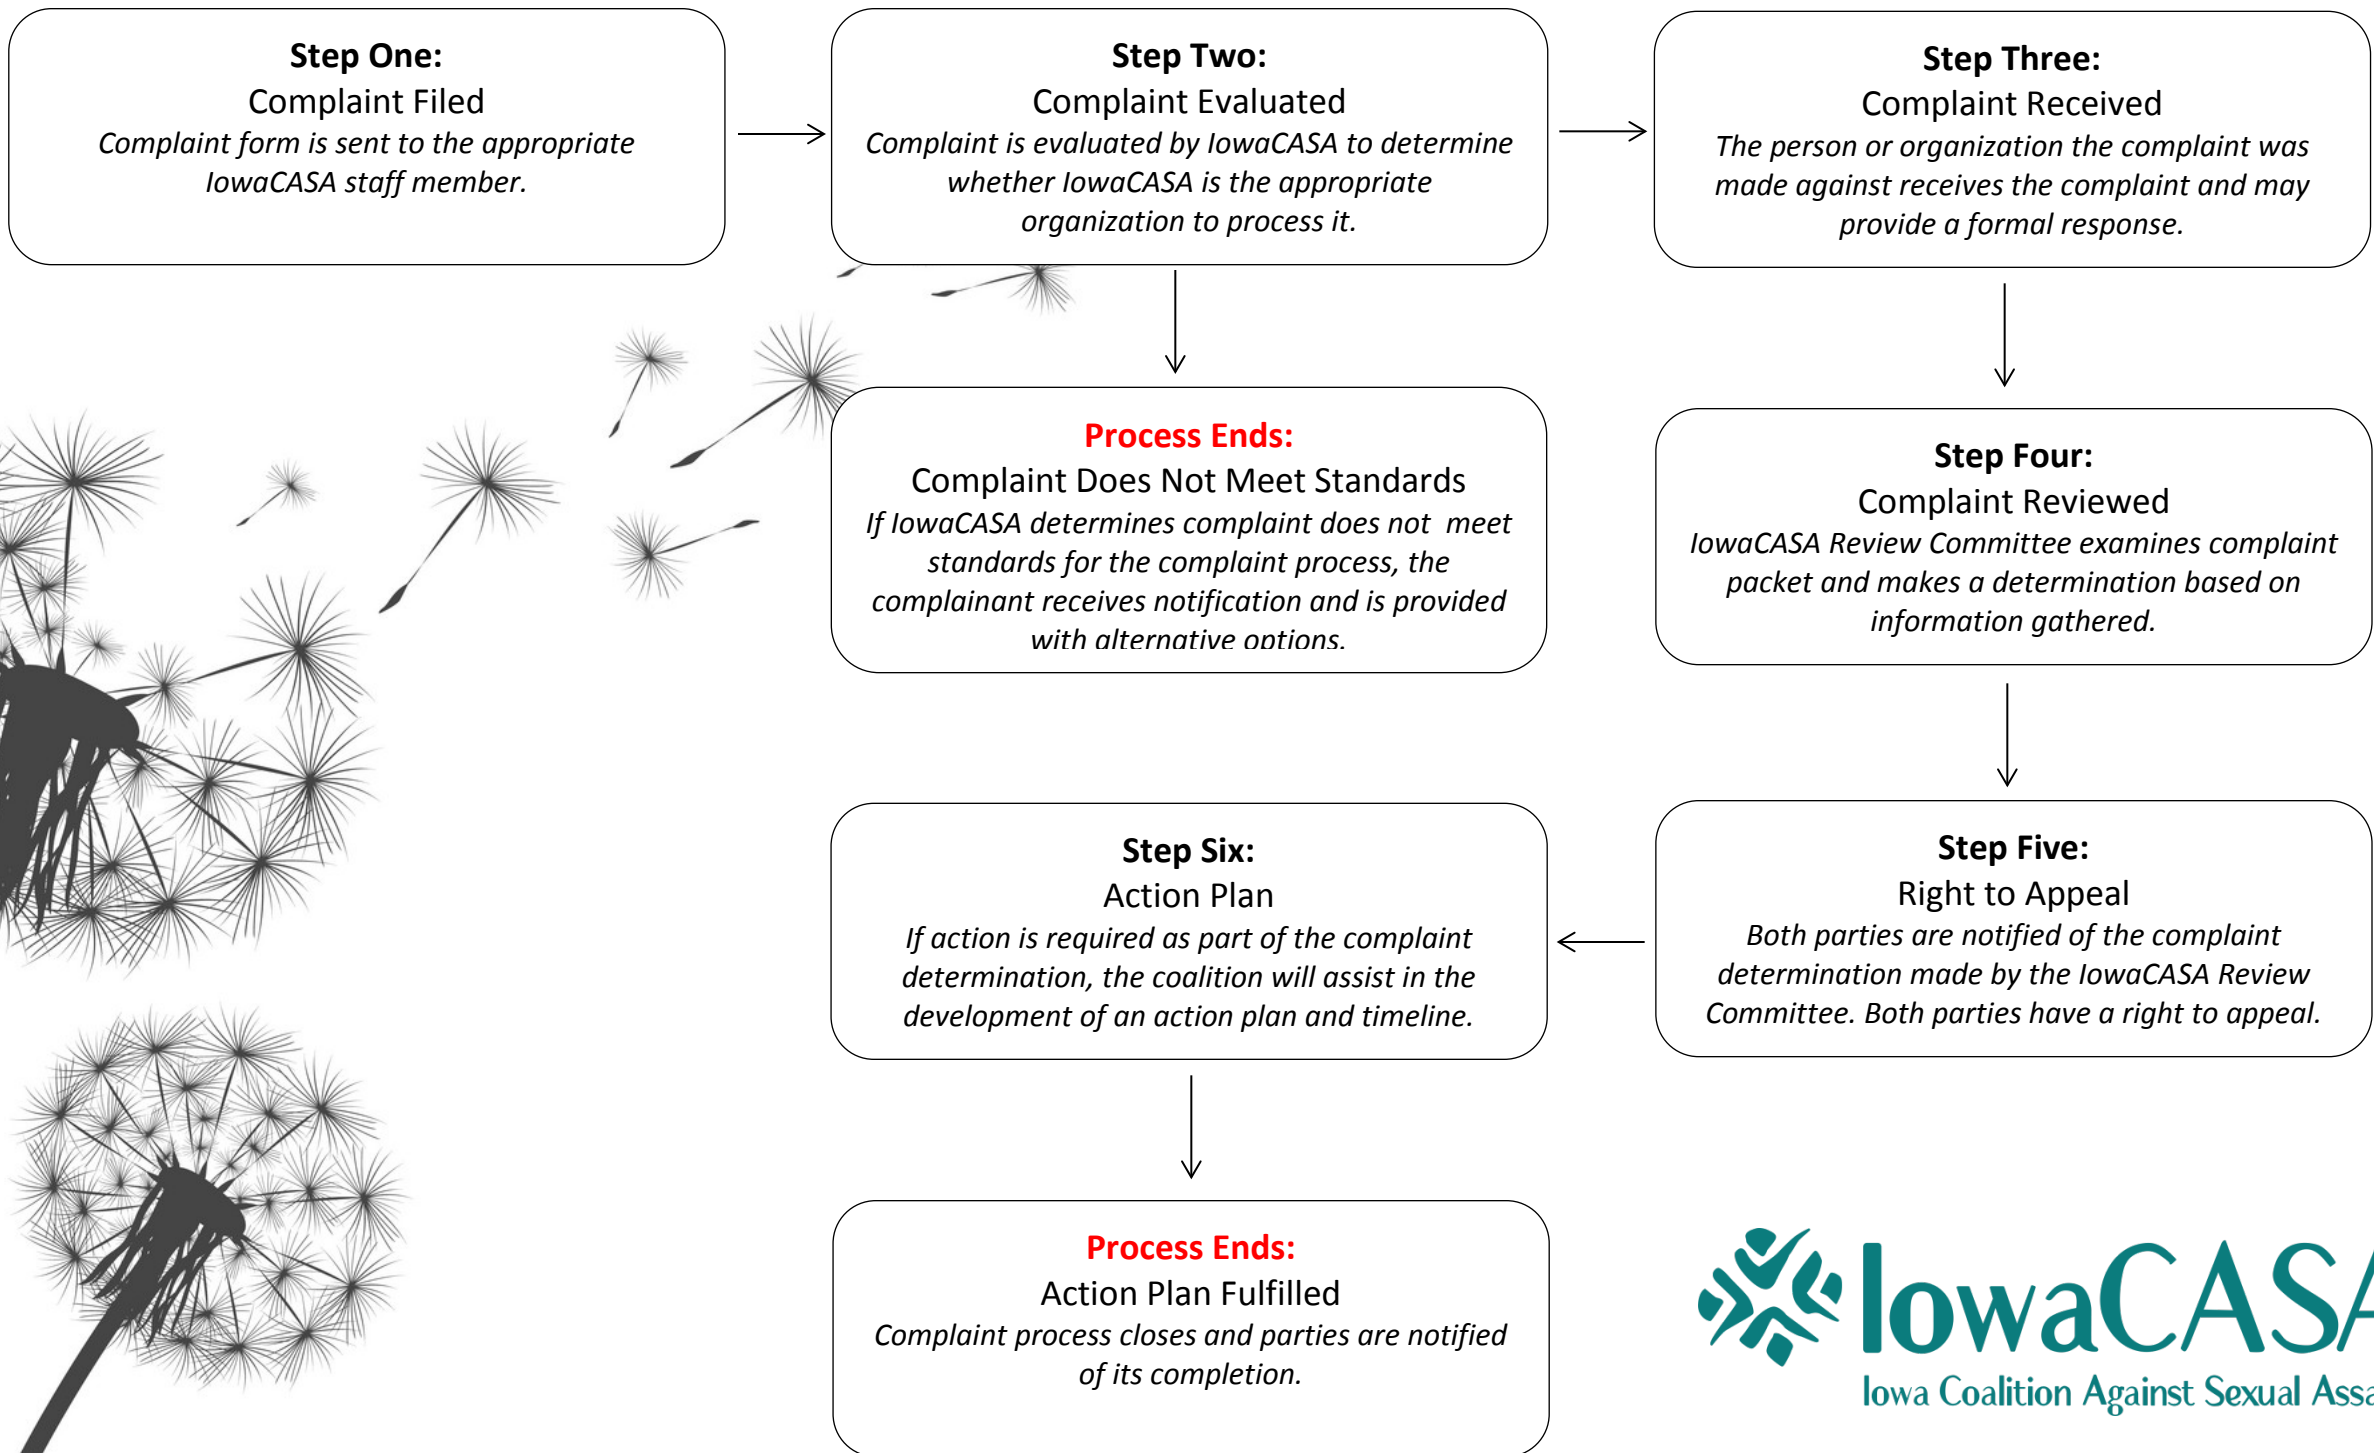 Step One:
Complaint Filed
Complaint form is sent to the appropriate
IowaCASA staff member.
Step Two:
Complaint Evaluated
Complaint is evaluated by IowaCASA to determine
whether IowaCASA is the appropriate
organization to process it.
Step Three:
Complaint Received
The person or organization the complaint was
made against receives the complaint and may
provide a formal response.
Process Ends:
Complaint Does Not Meet Standards
If IowaCASA determines complaint does not meet
standards for the complaint process, the
complainant receives notification and is provided
with alternative options.
Step Four:
Complaint Reviewed
IowaCASA Review Committee examines complaint
packet and makes a determination based on
information gathered.
Step Five:
Right to Appeal
Both parties are notified of the complaint
determination made by the IowaCASA Review
Committee. Both parties have a right to appeal.
Step Six:
Action Plan
If action is required as part of the complaint
determination, the coalition will assist in the
development of an action plan and timeline.
Process Ends:
Action Plan Fulfilled
Complaint process closes and parties are notified
of its completion.
IowaCASA
Iowa Coalition Against Sexual